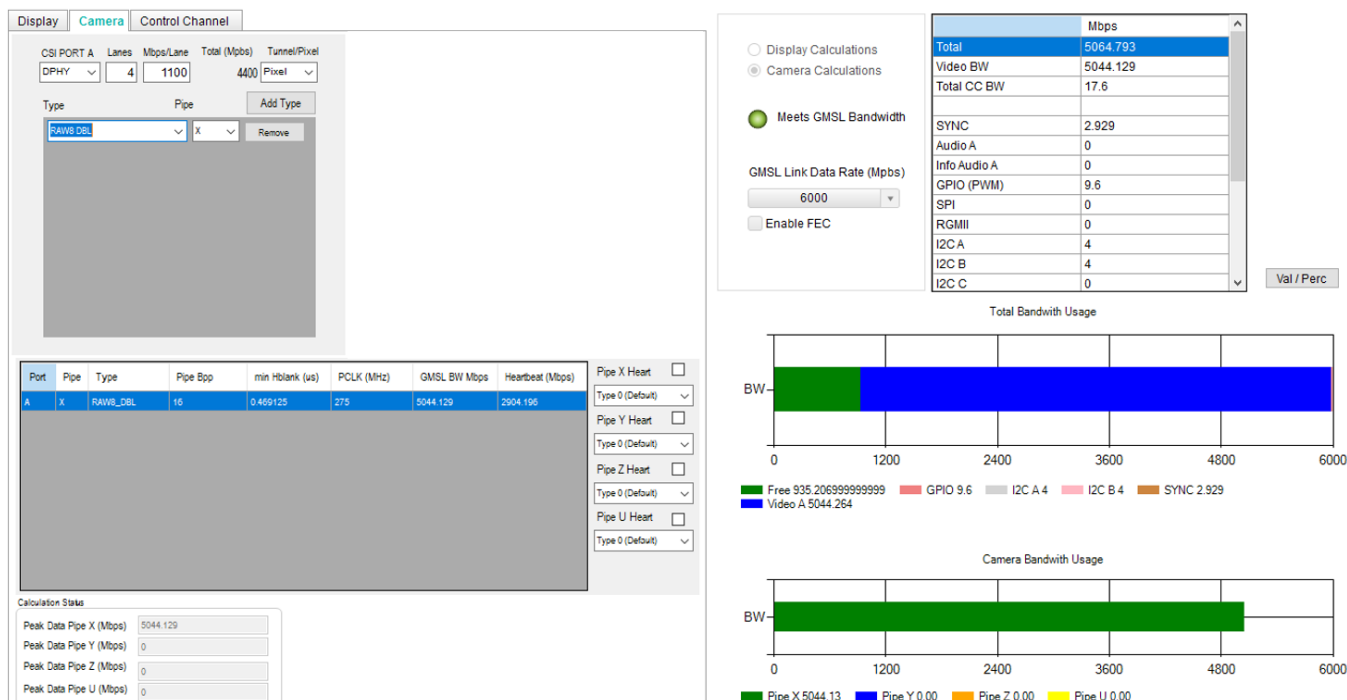 Display Camera Control Channel
CSI PORT A Lanes Mbps/Lane Total (Mpbs) Tunnel/Pixel
DPHY 4 1100 4400 Pixel
Type Pipe Add Type
RAW8 DBL X Remove
Port Pipe Type Pipe Bpp min Hblank (us) PCLK (MHz) GMSL BW Mbps Heartbeat (Mbps)
A X RAW8_DBL 16 0.469125 275 5044.129 2904.196
Pipe X Heart
Type 0 (Default)
Pipe Y Heart
Type 0 (Default)
Pipe Z Heart
Type 0 (Default)
Pipe U Heart
Type 0 (Default)
Calculation Status
Peak Data Pipe X (Mbps) 5044.129
Peak Data Pipe Y (Mbps) 0
Peak Data Pipe Z (Mbps) 0
Peak Data Pipe U (Mbps) 0
Display Calculations
Camera Calculations
Meets GMSL Bandwidth
GMSL Link Data Rate (Mpbs)
6000
Enable FEC
Mbps
Total 5064.793
Video BW 5044.129
Total CC BW 17.6
SYNC 2.929
Audio A 0
Info Audio A 0
GPIO (PWM) 9.6
SPI 0
RGMII 0
I2C A 4
I2C B 4
I2C C 0
Val / Perc
Total Bandwith Usage
BW
0 1200 2400 3600 4800 6000
Free 935.206999999999 GPIO 9.6 I2C A 4 I2C B 4 SYNC 2.929
Video A 5044.264
Camera Bandwith Usage
BW
0 1200 2400 3600 4800 6000
Pipe X 5044.13 Pipe Y 0.00 Pipe Z 0.00 Pipe U 0.00